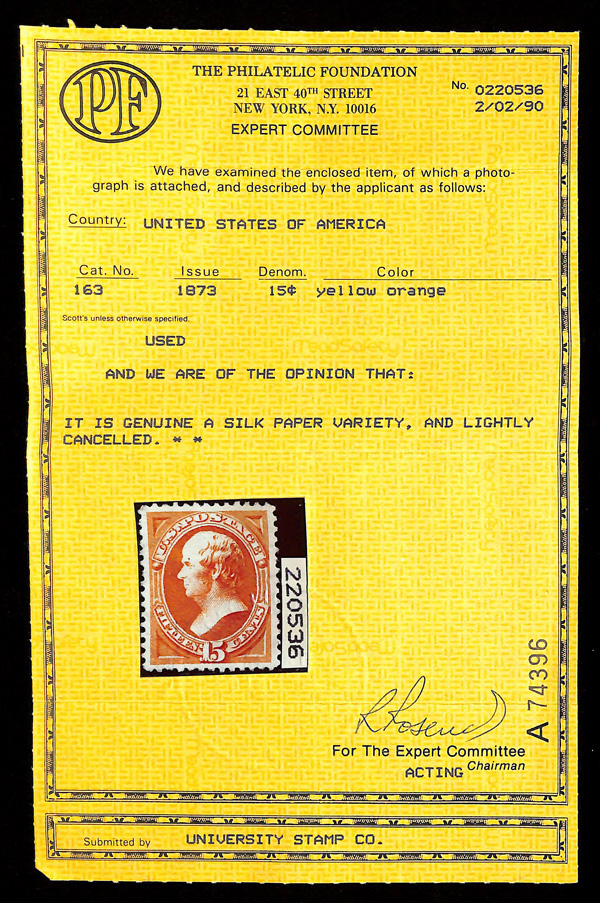 PF
THE PHILATELIC FOUNDATION
21 EAST 40TH STREET
NEW YORK, N.Y. 10016
EXPERT COMMITTEE
No. 0220536
2/02/90
We have examined the enclosed item, of which a photo-
graph is attached, and described by the applicant as follows:
Country: UNITED STATES OF AMERICA
Cat. No. Issue Denom. Color
163 1873 15¢ yellow orange
Scott's unless otherwise specified.
USED
AND WE ARE OF THE OPINION THAT:
IT IS GENUINE A SILK PAPER VARIETY, AND LIGHTLY
CANCELLED. * *
U.S. POSTAGE
FIFTEEN 15 CENTS
220536
A 74396
R Rosen
For The Expert Committee
ACTING Chairman
Submitted by UNIVERSITY STAMP CO.